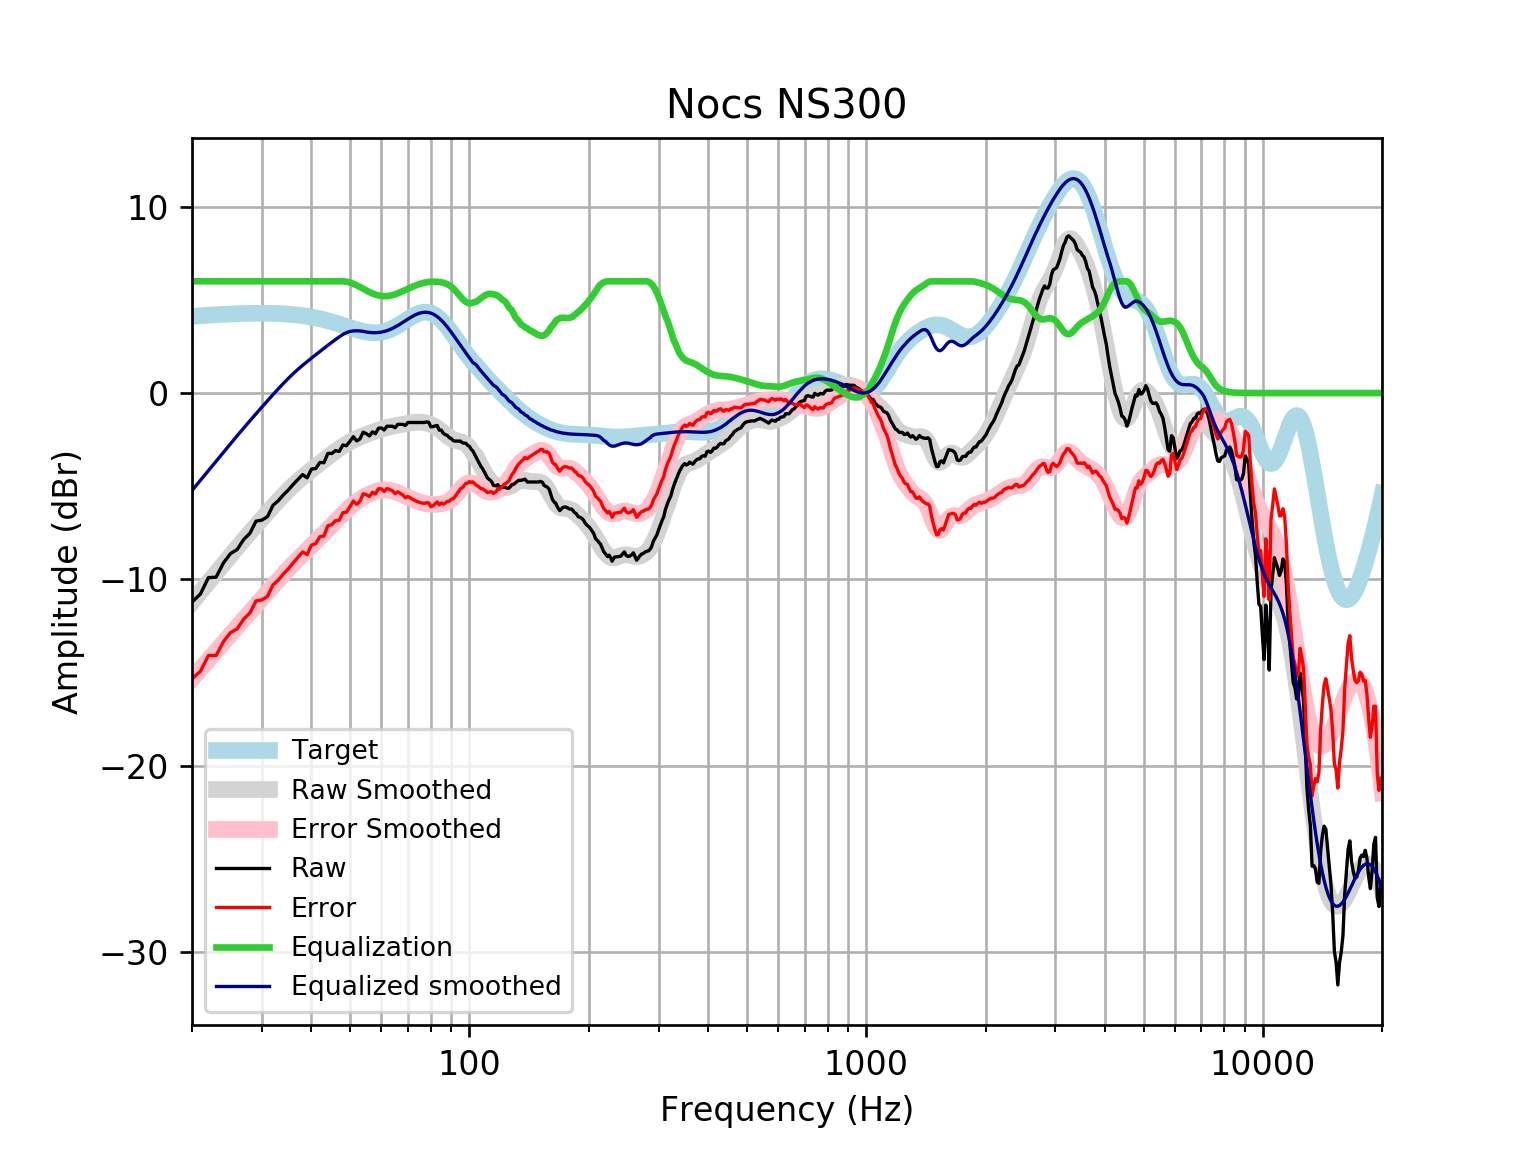 Nocs NS300
Amplitude (dBr)
10
0
−10
−20
−30
Target
Raw Smoothed
Error Smoothed
Raw
Error
Equalization
Equalized smoothed
100
1000
10000
Frequency (Hz)